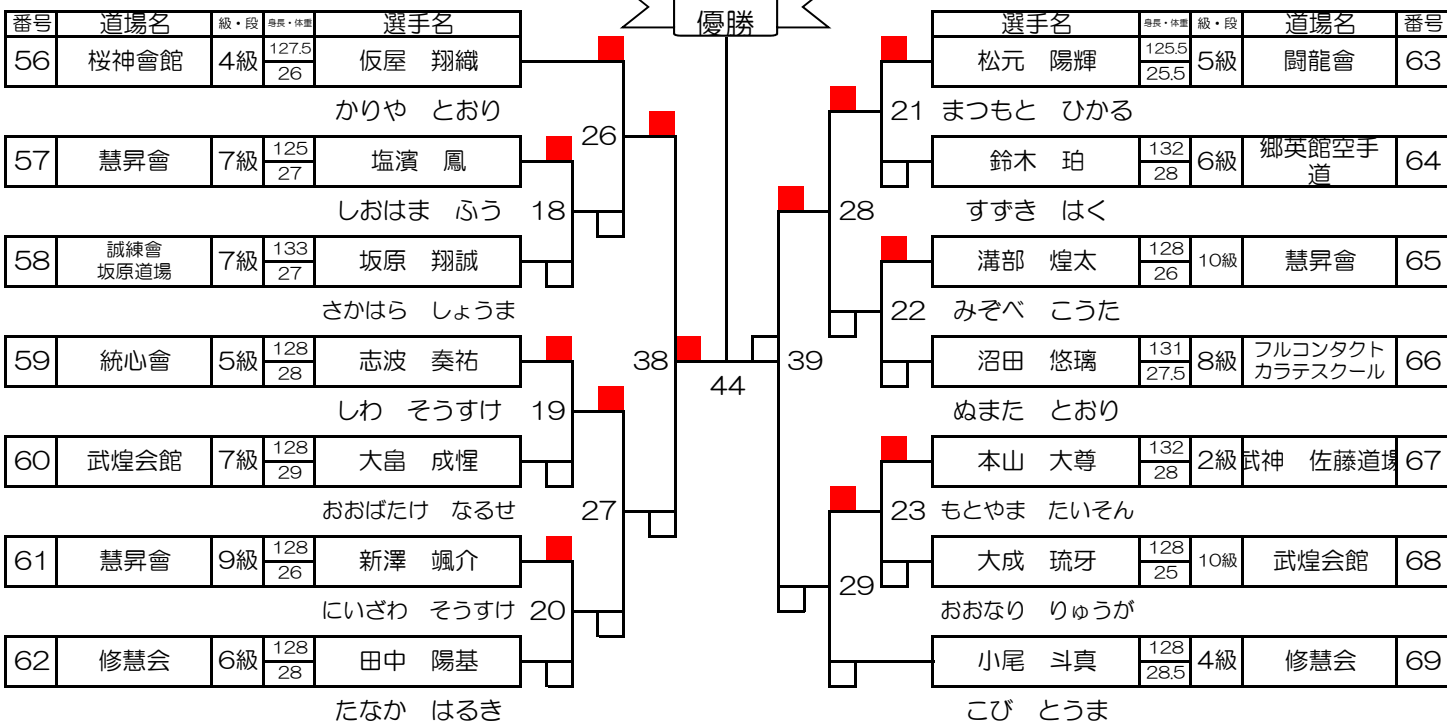 優勝
番号 道場名 級・段 身長・体重 選手名
56 桜神會館 4級 127.5 26 仮屋 翔織
かりや とおり
57 慧昇會 7級 125 27 塩濱 鳳
しおはま ふう
58 誠練會 坂原道場 7級 133 27 坂原 翔誠
さかはら しょうま
59 統心會 5級 128 28 志波 奏祐
しわ そうすけ
60 武煌会館 7級 128 29 大畠 成惺
おおばたけ なるせ
61 慧昇會 9級 128 26 新澤 颯介
にいざわ そうすけ
62 修慧会 6級 128 28 田中 陽基
たなか はるき
18
19
20
26
27
38
44
39
28
29
21
22
23
選手名 身長・体重 級・段 道場名 番号
松元 陽輝 125.5 25.5 5級 闘龍會 63
まつもと ひかる
鈴木 珀 132 28 6級 郷英館空手道 64
すずき はく
溝部 煌太 128 26 10級 慧昇會 65
みぞべ こうた
沼田 悠璃 131 27.5 8級 フルコンタクト カラテスクール 66
ぬまた とおり
本山 大尊 132 28 2級 武神 佐藤道場 67
もとやま たいそん
大成 琉牙 128 25 10級 武煌会館 68
おおなり りゅうが
小尾 斗真 128 28.5 4級 修慧会 69
こび とうま